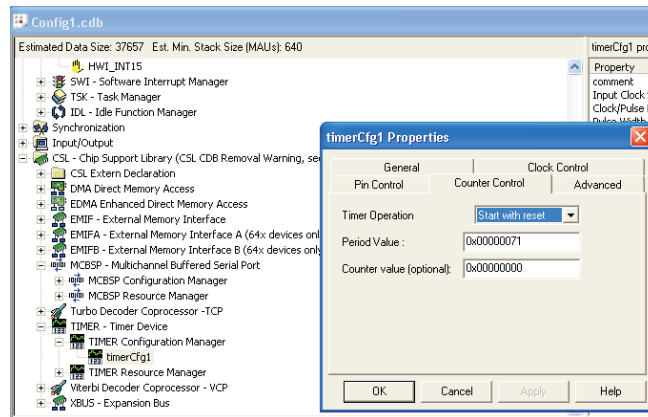 Config1.cdb
Estimated Data Size: 37657 Est. Min. Stack Size (MAUs): 640
HWI_INT15
SWI - Software Interrupt Manager
TSK - Task Manager
IDL - Idle Function Manager
Synchronization
Input/Output
CSL - Chip Support Library (CSL CDB Removal Warning, se
CSL Extern Declaration
DMA Direct Memory Access
EDMA Enhanced Direct Memory Access
EMIF - External Memory Interface
EMIFA - External Memory Interface A (64x devices onl
EMIFB - External Memory Interface B (64x devices only
MCBSP - Multichannel Buffered Serial Port
MCBSP Configuration Manager
MCBSP Resource Manager
Turbo Decoder Coprocessor -TCP
TIMER - Timer Device
TIMER Configuration Manager
timerCfg1
TIMER Resource Manager
Viterbi Decoder Coprocessor - VCP
XBUS - Expansion Bus
timerCfg1 pro
Property
comment
Input Clock
Clock/Pulse
Pulse Width
timerCfg1 Properties
General
Clock Control
Pin Control
Counter Control
Advanced
Timer Operation
Start with reset
Period Value :
0x00000071
Counter value (optional):
0x00000000
OK
Cancel
Apply
Help